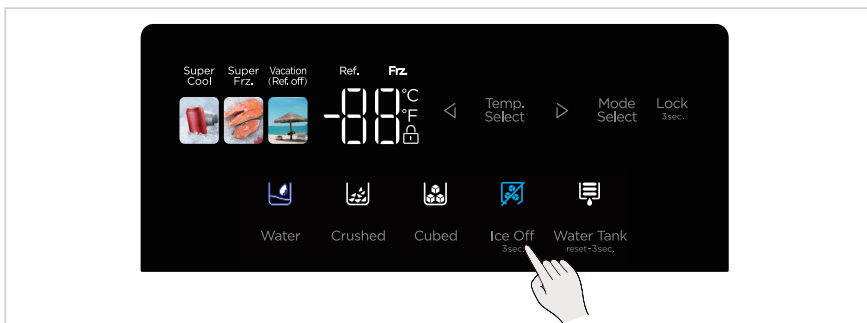 Super Cool
Super Frz.
Vacation (Ref. off)
Ref.
Frz.
-88
°C
°F
Temp. Select
Mode Select
Lock
3sec.
Water
Crushed
Cubed
Ice Off
3sec.
Water Tank
reset-3sec.